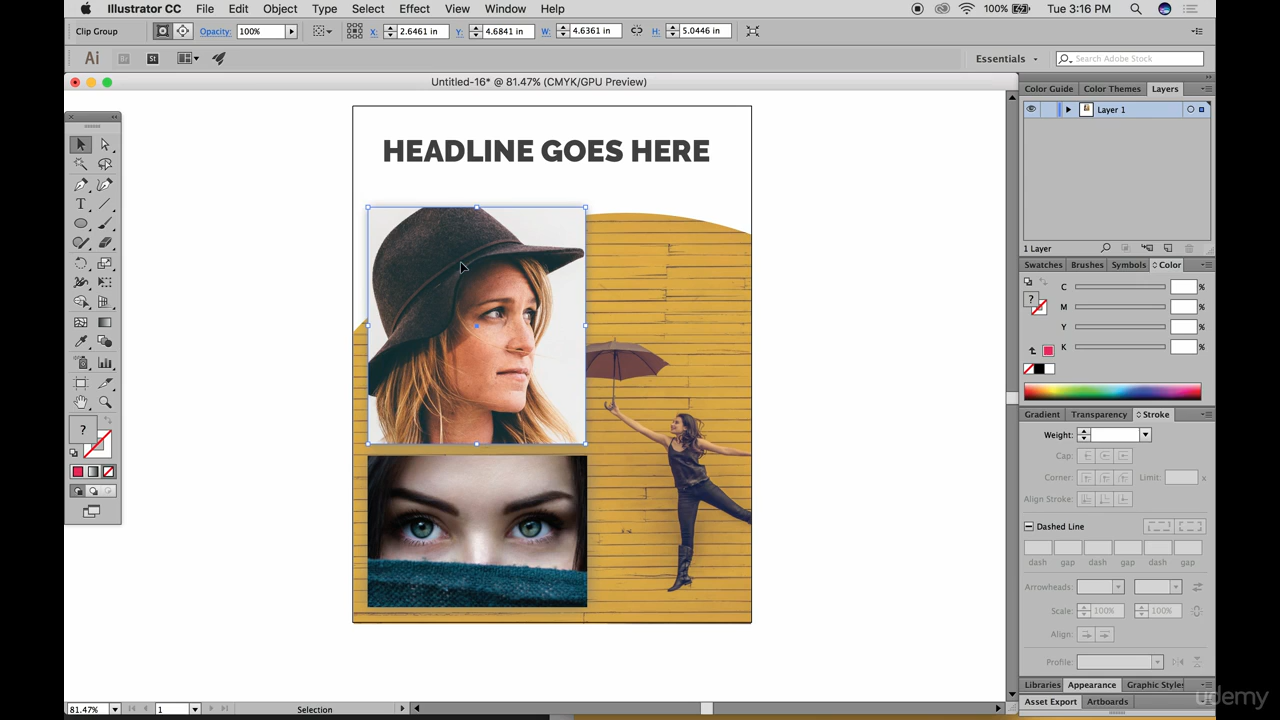 Illustrator CC File Edit Object Type Select Effect View Window Help 100% Tue 3:16 PM
Clip Group Opacity: 100% X: 2.6461 in Y: 4.6841 in W: 4.6361 in H: 5.0446 in
Ai Br St Essentials Search Adobe Stock
Untitled-16* @ 81.47% (CMYK/GPU Preview)
Color Guide Color Themes Layers
Layer 1
HEADLINE GOES HERE
1 Layer
Swatches Brushes Symbols Color
C %
M %
Y %
K %
Gradient Transparency Stroke
Weight:
Cap:
Corner: Limit: x
Align Stroke:
Dashed Line
dash gap dash gap dash gap
Arrowheads:
Scale: 100% 100%
Align:
Profile:
Libraries Appearance Graphic Styles
Asset Export Artboards
81.47% 1 Selection
udemy